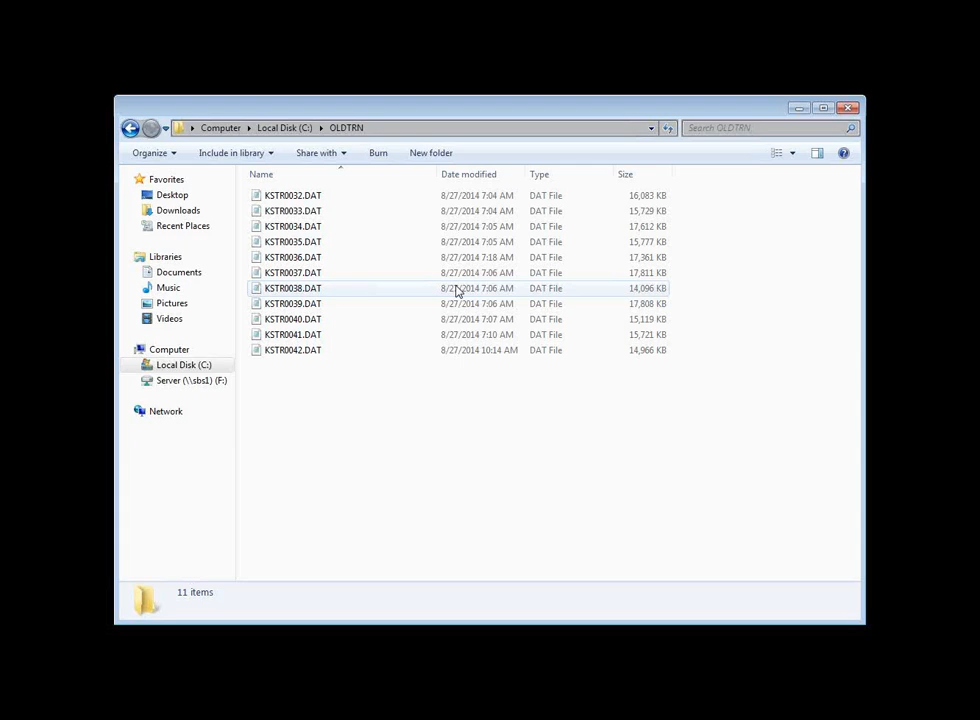 Computer Local Disk (C:) OLDTRN Search OLDTRN
Organize Include in library Share with Burn New folder
Name Date modified Type Size
Favorites
Desktop
Downloads
Recent Places
Libraries
Documents
Music
Pictures
Videos
Computer
Local Disk (C:)
Server (\\sbs1) (F:)
Network
KSTR0032.DAT 8/27/2014 7:04 AM DAT File 16,083 KB
KSTR0033.DAT 8/27/2014 7:04 AM DAT File 15,729 KB
KSTR0034.DAT 8/27/2014 7:05 AM DAT File 17,612 KB
KSTR0035.DAT 8/27/2014 7:05 AM DAT File 15,777 KB
KSTR0036.DAT 8/27/2014 7:18 AM DAT File 17,361 KB
KSTR0037.DAT 8/27/2014 7:06 AM DAT File 17,811 KB
KSTR0038.DAT 8/27/2014 7:06 AM DAT File 14,096 KB
KSTR0039.DAT 8/27/2014 7:06 AM DAT File 17,808 KB
KSTR0040.DAT 8/27/2014 7:07 AM DAT File 15,119 KB
KSTR0041.DAT 8/27/2014 7:10 AM DAT File 15,721 KB
KSTR0042.DAT 8/27/2014 10:14 AM DAT File 14,966 KB
11 items